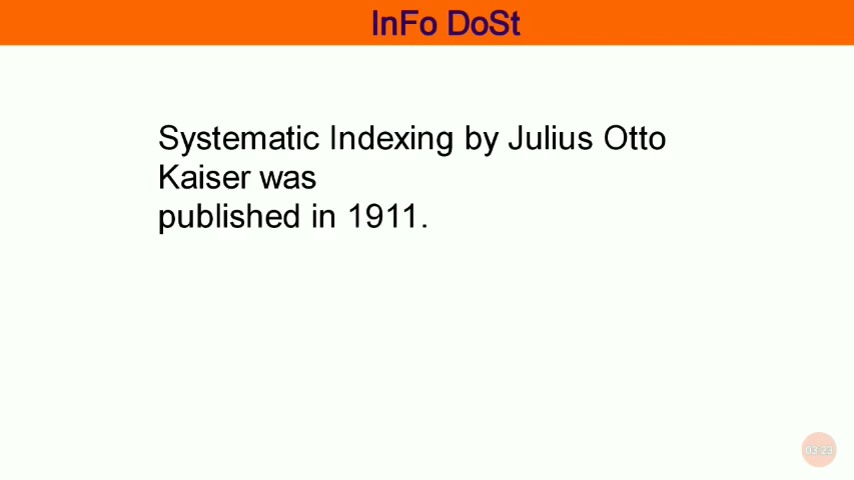 InFo DoSt
Systematic Indexing by Julius Otto
Kaiser was
published in 1911.
03:23